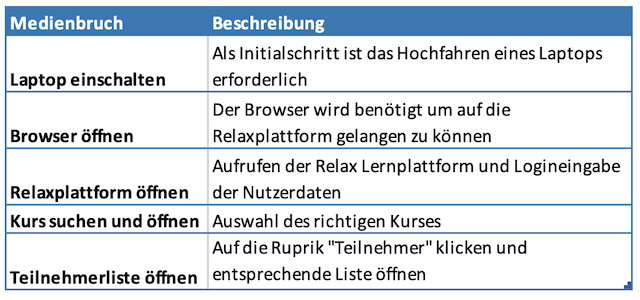 Medienbruch Beschreibung
Als Initialschritt ist das Hochfahren eines Laptops
Laptop einschalten erforderlich
Der Browser wird benötigt um auf die
Browser öffnen Relaxplattform gelangen zu können
Aufrufen der Relax Lernplattform und Logineingabe
Relaxplattform öffnen der Nutzerdaten
Kurs suchen und öffnen Auswahl des richtigen Kurses
Auf die Ruprik "Teilnehmer" klicken und
Teilnehmerliste öffnen entsprechende Liste öffnen